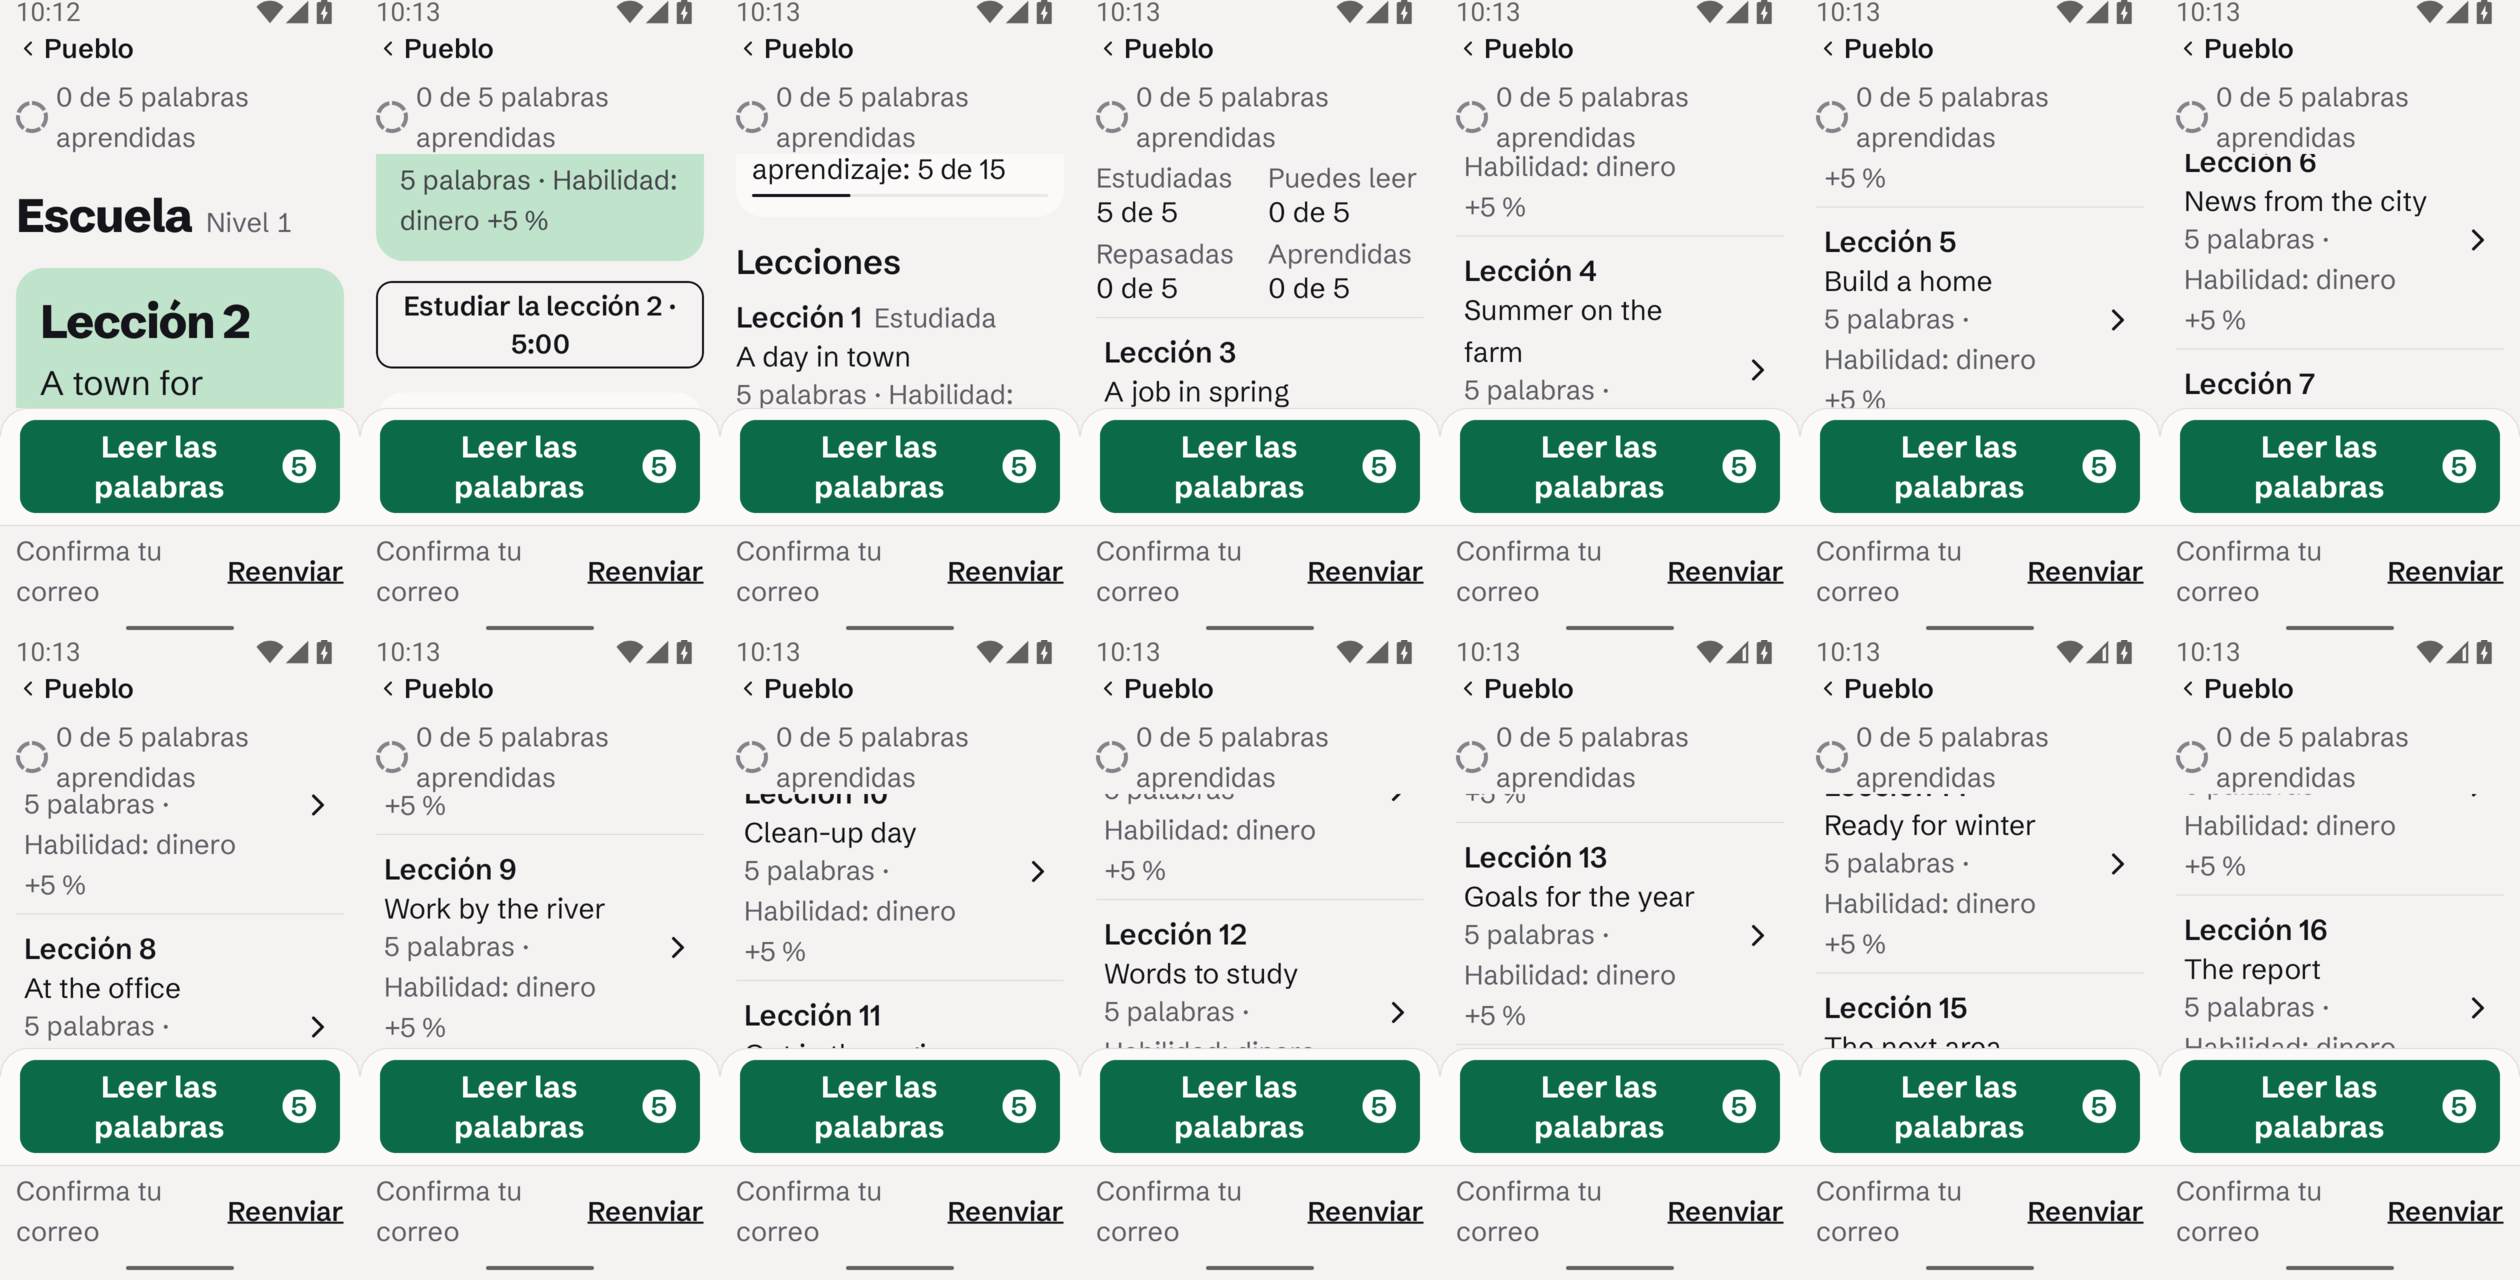 10:12
Pueblo
0 de 5 palabras
aprendidas
Escuela Nivel 1
Lección 2
A town for
Leer las
palabras
5
Confirma tu
correo
Reenviar
10:13
Pueblo
0 de 5 palabras
aprendidas
5 palabras · Habilidad:
dinero +5 %
Estudiar la lección 2 ·
5:00
Leer las
palabras
5
Confirma tu
correo
Reenviar
10:13
Pueblo
0 de 5 palabras
aprendidas
aprendizaje: 5 de 15
Lecciones
Lección 1 Estudiada
A day in town
5 palabras · Habilidad:
Leer las
palabras
5
Confirma tu
correo
Reenviar
10:13
Pueblo
0 de 5 palabras
aprendidas
Estudiadas Puedes leer
5 de 5 0 de 5
Repasadas Aprendidas
0 de 5 0 de 5
Lección 3
A job in spring
Leer las
palabras
5
Confirma tu
correo
Reenviar
10:13
Pueblo
0 de 5 palabras
aprendidas
Habilidad: dinero
+5 %
Lección 4
Summer on the
farm
5 palabras ·
Leer las
palabras
5
Confirma tu
correo
Reenviar
10:13
Pueblo
0 de 5 palabras
aprendidas
+5 %
Lección 5
Build a home
5 palabras ·
Habilidad: dinero
+5 %
Leer las
palabras
5
Confirma tu
correo
Reenviar
10:13
Pueblo
0 de 5 palabras
aprendidas
Lección 6
News from the city
5 palabras ·
Habilidad: dinero
+5 %
Lección 7
Leer las
palabras
5
Confirma tu
correo
Reenviar
10:13
Pueblo
0 de 5 palabras
aprendidas
5 palabras ·
Habilidad: dinero
+5 %
Lección 8
At the office
5 palabras ·
Leer las
palabras
5
Confirma tu
correo
Reenviar
10:13
Pueblo
0 de 5 palabras
aprendidas
+5 %
Lección 9
Work by the river
5 palabras ·
Habilidad: dinero
+5 %
Leer las
palabras
5
Confirma tu
correo
Reenviar
10:13
Pueblo
0 de 5 palabras
aprendidas
Lección 10
Clean-up day
5 palabras ·
Habilidad: dinero
+5 %
Lección 11
Leer las
palabras
5
Confirma tu
correo
Reenviar
10:13
Pueblo
0 de 5 palabras
aprendidas
5 palabras
Habilidad: dinero
+5 %
Lección 12
Words to study
5 palabras ·
Habilidad: dinero
Leer las
palabras
5
Confirma tu
correo
Reenviar
10:13
Pueblo
0 de 5 palabras
aprendidas
+5 %
Lección 13
Goals for the year
5 palabras ·
Habilidad: dinero
+5 %
Leer las
palabras
5
Confirma tu
correo
Reenviar
10:13
Pueblo
0 de 5 palabras
aprendidas
Ready for winter
5 palabras ·
Habilidad: dinero
+5 %
Lección 15
The next area
Leer las
palabras
5
Confirma tu
correo
Reenviar
10:13
Pueblo
0 de 5 palabras
aprendidas
Habilidad: dinero
+5 %
Lección 16
The report
5 palabras ·
Habilidad: dinero
Leer las
palabras
5
Confirma tu
correo
Reenviar